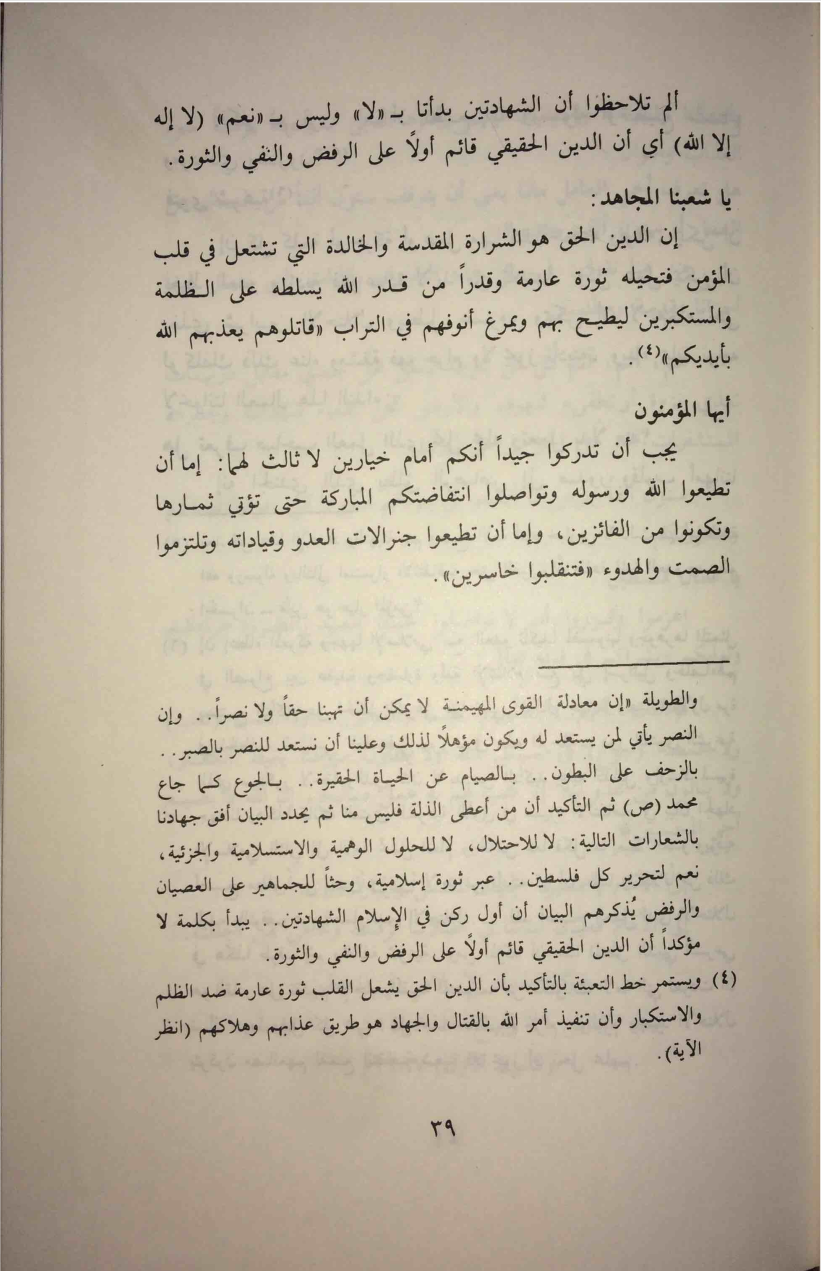 ألم تلاحظوا أن الشهادتين بدأتا بـ «لا» وليس بـ «نعم» (لا إله
إلا الله) أي أن الدين الحقيقي قائم أولاً على الرفض والنفي والثورة.
يا شعبنا المجاهد:
إن الدين الحق هو الشرارة المقدسة والخالدة التي تشتعل في قلب
المؤمن فتحيله ثورة عارمة وقدراً من قدر الله يسلطه على الظلمة
والمستكبرين ليطيح بهم ويمرغ أنوفهم في التراب «قاتلوهم يعذبهم الله
بأيديكم»(٤).
أيها المؤمنون
يجب أن تدركوا جيداً أنكم أمام خيارين لا ثالث لهما: إما أن
تطيعوا الله ورسوله وتواصلوا انتفاضتكم المباركة حتى تؤتي ثمارها
وتكونوا من الفائزين، وإما أن تطيعوا جنرالات العدو وقياداته وتلتزموا
الصمت والهدوء «فتنقلبوا خاسرين».
والطويلة «إن معادلة القوى المهيمنة لا يمكن أن تهبنا حقاً ولا نصراً.. وإن
النصر يأتي لمن يستعد له ويكون مؤهلاً لذلك وعلينا أن نستعد للنصر بالصبر..
بالزحف على البطون.. بالصيام عن الحياة الحقيرة.. بالجوع كما جاع
محمد (ص) ثم التأكيد أن من أعطى الذلة فليس منا ثم يحدد البيان أفق جهادنا
بالشعارات التالية: لا للاحتلال، لا للحلول الوهمية والاستسلامية والجزئية،
نعم لتحرير كل فلسطين.. عبر ثورة إسلامية، وحثاً للجماهير على العصيان
والرفض يُذكرهم البيان أن أول ركن في الإسلام الشهادتين.. يبدأ بكلمة لا
مؤكداً أن الدين الحقيقي قائم أولاً على الرفض والنفي والثورة.
(٤) ويستمر خط التعبئة بالتأكيد بأن الدين الحق يشعل القلب ثورة عارمة ضد الظلم
والاستكبار وأن تنفيذ أمر الله بالقتال والجهاد هو طريق عذابهم وهلاكهم (انظر
الآية).
٣٩